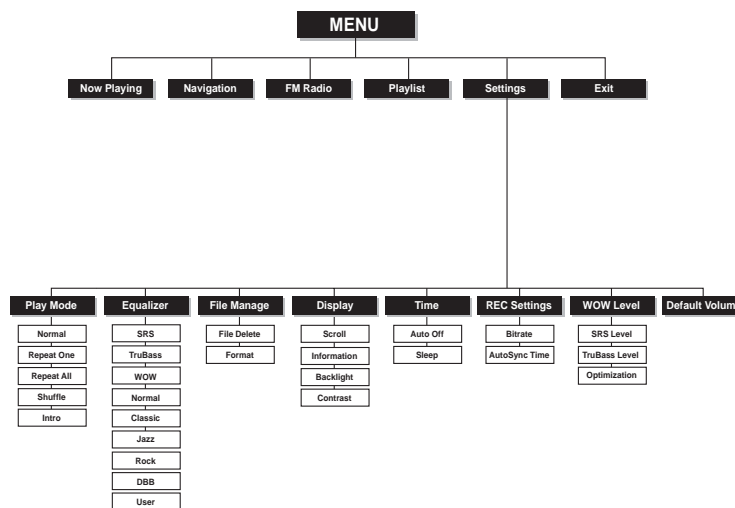 MENU
Now Playing
Navigation
FM Radio
Playlist
Settings
Exit
Play Mode
Normal
Repeat One
Repeat All
Shuffle
Intro
Equalizer
SRS
TruBass
WOW
Normal
Classic
Jazz
Rock
DBB
User
File Manage
File Delete
Format
Display
Scroll
Information
Backlight
Contrast
Time
Auto Off
Sleep
REC Settings
Bitrate
AutoSync Time
WOW Level
SRS Level
TruBass Level
Optimization
Default Volum